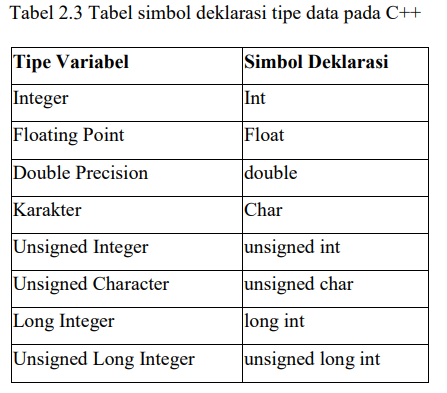 Tabel 2.3 Tabel simbol deklarasi tipe data pada C++
Tipe Variabel Simbol Deklarasi
Integer Int
Floating Point Float
Double Precision double
Karakter Char
Unsigned Integer unsigned int
Unsigned Character unsigned char
Long Integer long int
Unsigned Long Integer unsigned long int